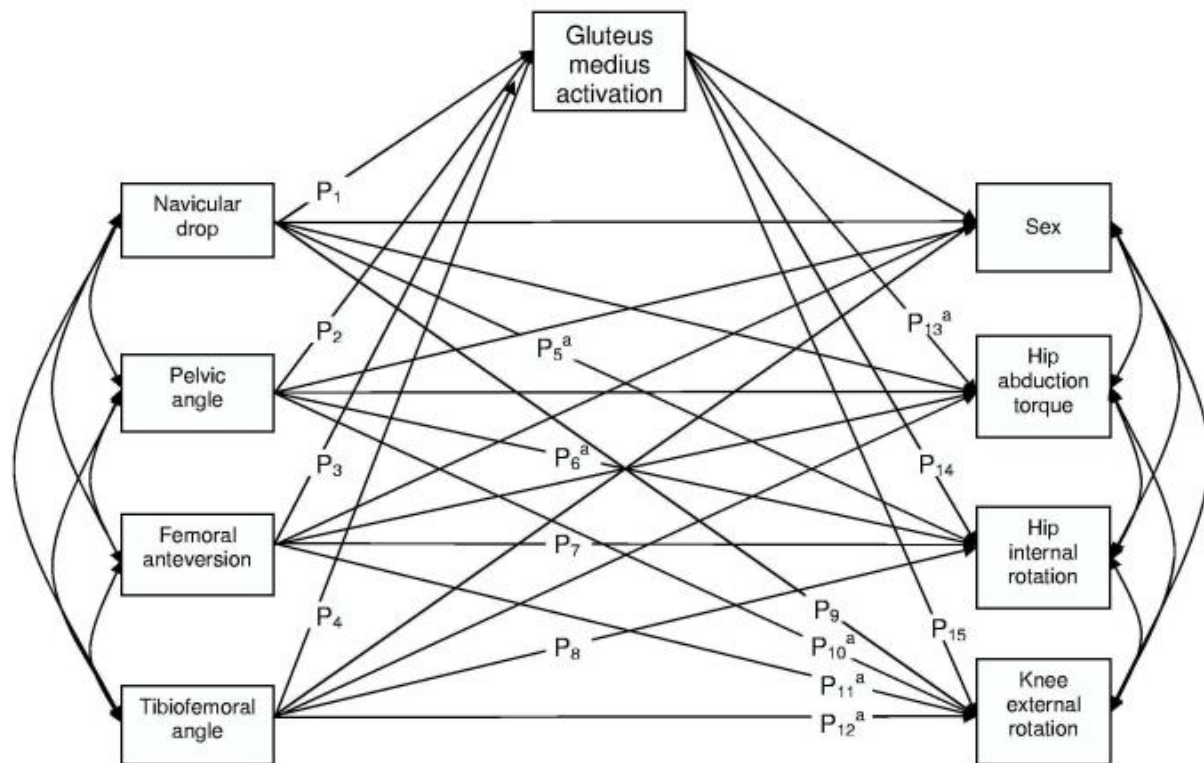 Gluteus
medius
activation
P₁
Navicular
drop
Sex
P₂
P₅ᵃ
P₁₃ᵃ
Pelvic
angle
Hip
abduction
torque
P₃
P₆ᵃ
P₁₄
Femoral
anteversion
P₇
Hip
internal
rotation
P₄
P₈
P₉
P₁₀ᵃ
P₁₅
P₁₁ᵃ
P₁₂ᵃ
Tibiofemoral
angle
Knee
external
rotation